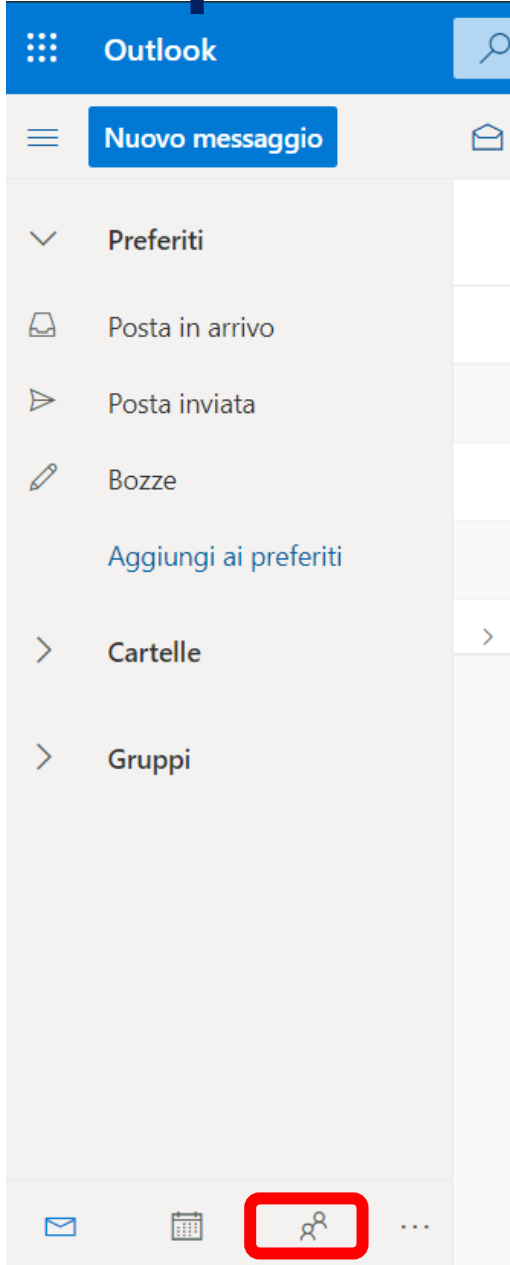 Outlook
Nuovo messaggio
Preferiti
Posta in arrivo
Posta inviata
Bozze
Aggiungi ai preferiti
Cartelle
Gruppi